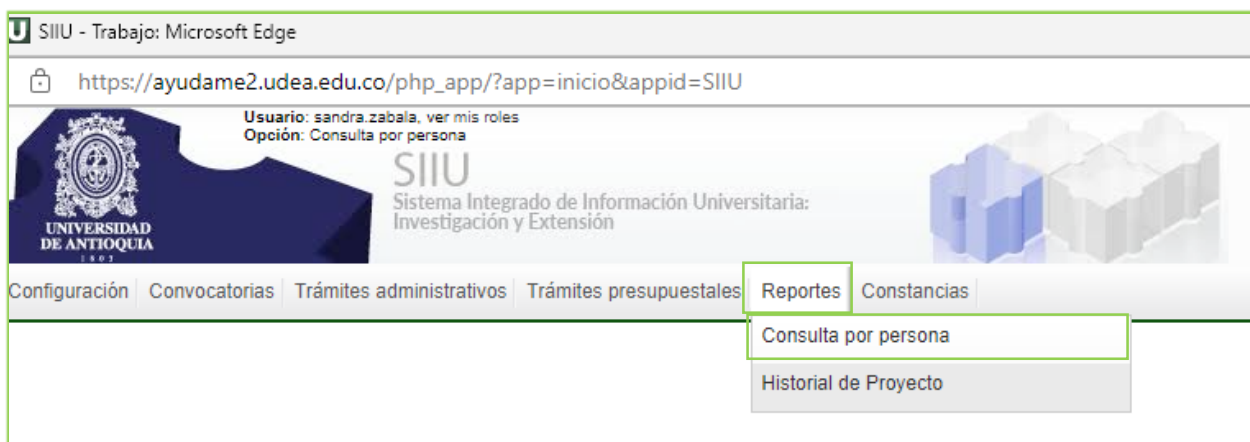 SIIU - Trabajo: Microsoft Edge
https://ayudame2.udea.edu.co/php_app/?app=inicio&appid=SIIU
Usuario: sandra.zabala, ver mis roles
Opción: Consulta por persona
SIIU
Sistema Integrado de Información Universitaria:
Investigación y Extensión
UNIVERSIDAD
DE ANTIOQUIA
1803
Configuración Convocatorias Trámites administrativos Trámites presupuestales Reportes Constancias
Consulta por persona
Historial de Proyecto